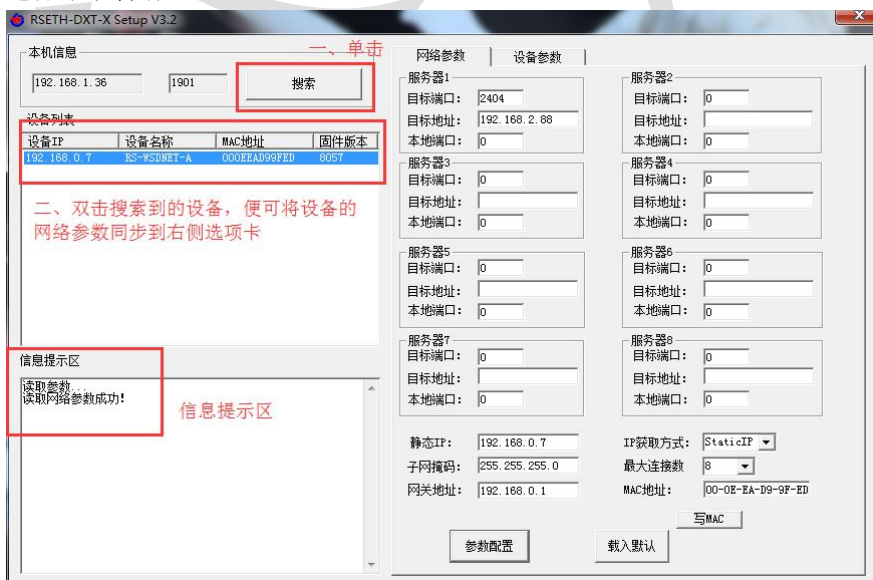 RSETH-DXT-X Setup V3.2
本机信息
192.168.1.36
1901
搜索
一、单击
设备列表
设备IP
设备名称
MAC地址
固件版本
192.168.0.7
RS-WSDNET-A
000EEAD99FED
8057
二、双击搜索到的设备，便可将设备的
网络参数同步到右侧选项卡
信息提示区
读取参数...
读取网络参数成功!
信息提示区
网络参数
设备参数
服务器1
目标端口: 2404
目标地址: 192.168.2.88
本地端口: 0
服务器2
目标端口: 0
目标地址:
本地端口: 0
服务器3
目标端口: 0
目标地址:
本地端口: 0
服务器4
目标端口: 0
目标地址:
本地端口: 0
服务器5
目标端口: 0
目标地址:
本地端口: 0
服务器6
目标端口: 0
目标地址:
本地端口: 0
服务器7
目标端口: 0
目标地址:
本地端口: 0
服务器8
目标端口: 0
目标地址:
本地端口: 0
静态IP: 192.168.0.7
IP获取方式: StaticIP
子网掩码: 255.255.255.0
最大连接数 8
网关地址: 192.168.0.1
MAC地址: 00-0E-EA-D9-9F-ED
写MAC
参数配置
载入默认